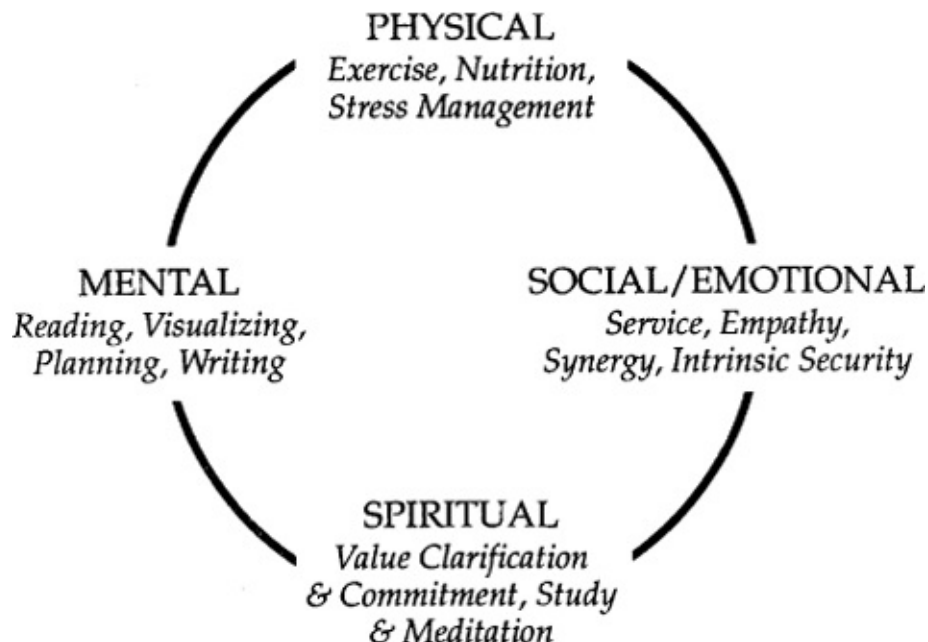 PHYSICAL
Exercise, Nutrition,
Stress Management
MENTAL
Reading, Visualizing,
Planning, Writing
SOCIAL/EMOTIONAL
Service, Empathy,
Synergy, Intrinsic Security
SPIRITUAL
Value Clarification
& Commitment, Study
& Meditation